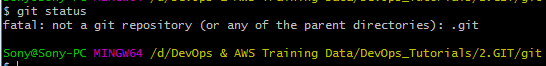 $ git status
fatal: not a git repository (or any of the parent directories): .git
Sony@Sony-PC MINGW64 /d/DevOps & AWS Training Data/DevOps_Tutorials/2.GIT/git
$